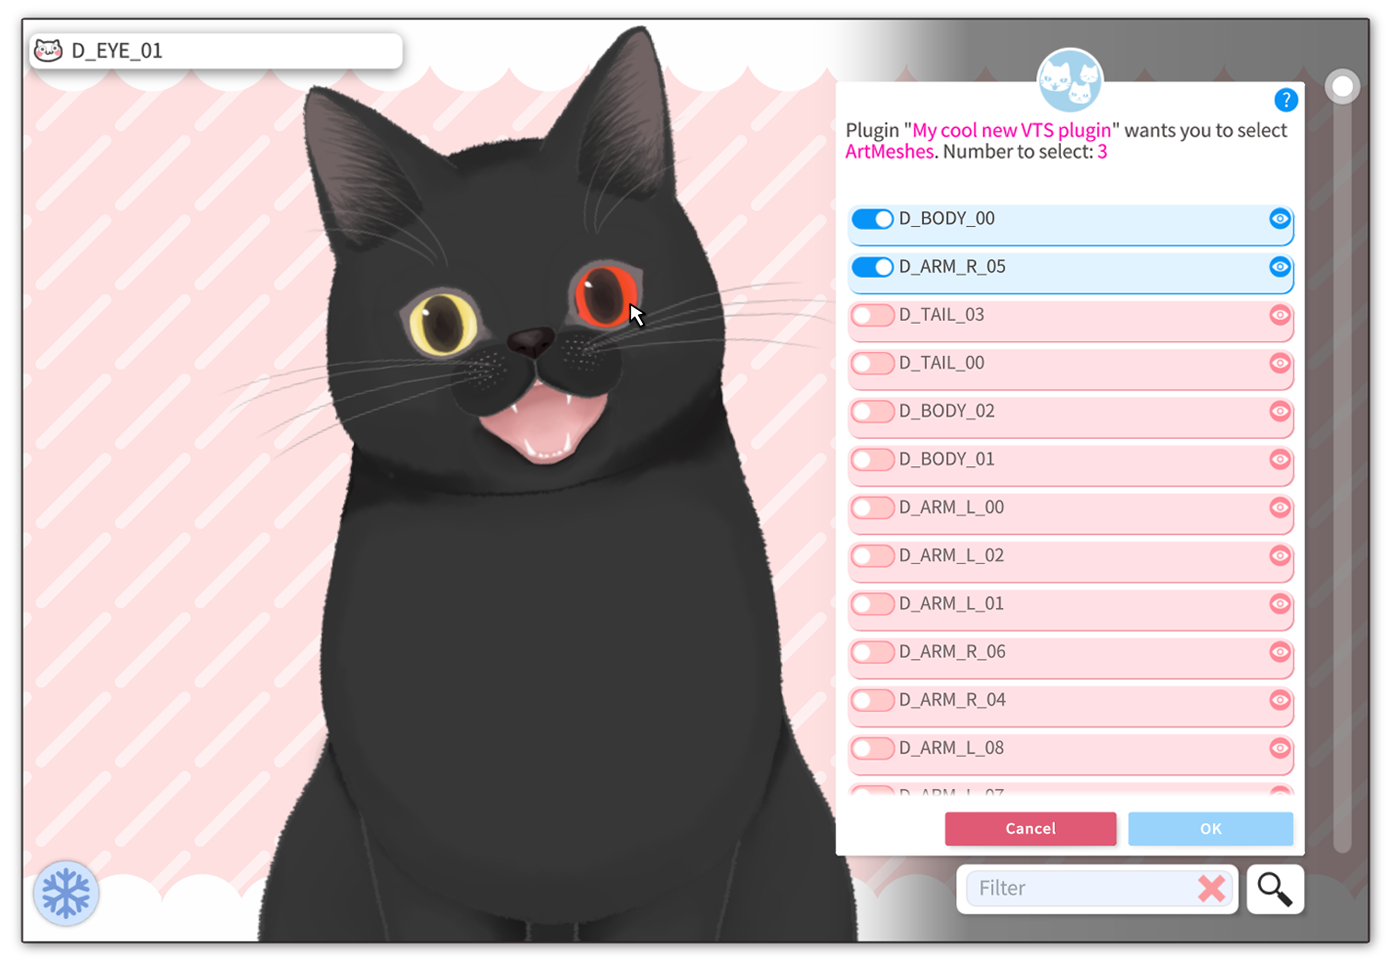 D_EYE_01
?
Plugin "My cool new VTS plugin" wants you to select
ArtMeshes. Number to select: 3
D_BODY_00
D_ARM_R_05
D_TAIL_03
D_TAIL_00
D_BODY_02
D_BODY_01
D_ARM_L_00
D_ARM_L_02
D_ARM_L_01
D_ARM_R_06
D_ARM_R_04
D_ARM_L_08
D_ARM_L_07
Cancel
OK
Filter